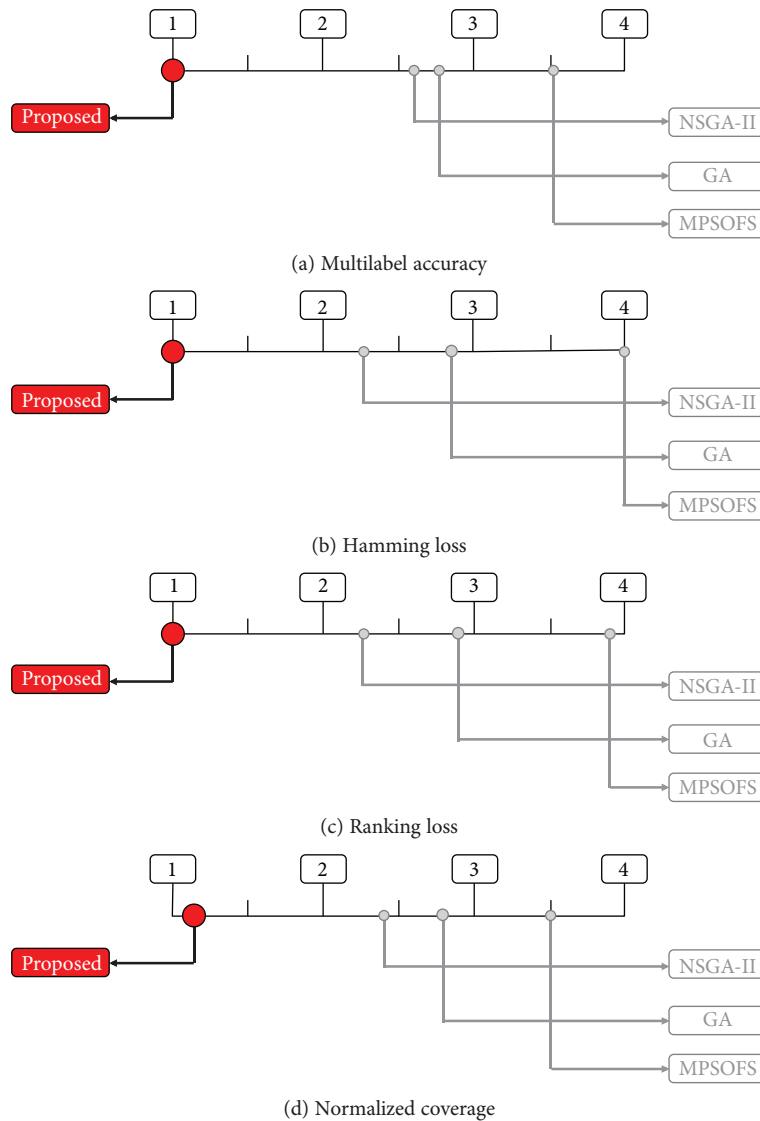 1 2 3 4
Proposed
NSGA-II
GA
MPSOFS
(a) Multilabel accuracy
1 2 3 4
Proposed
NSGA-II
GA
MPSOFS
(b) Hamming loss
1 2 3 4
Proposed
NSGA-II
GA
MPSOFS
(c) Ranking loss
1 2 3 4
Proposed
NSGA-II
GA
MPSOFS
(d) Normalized coverage